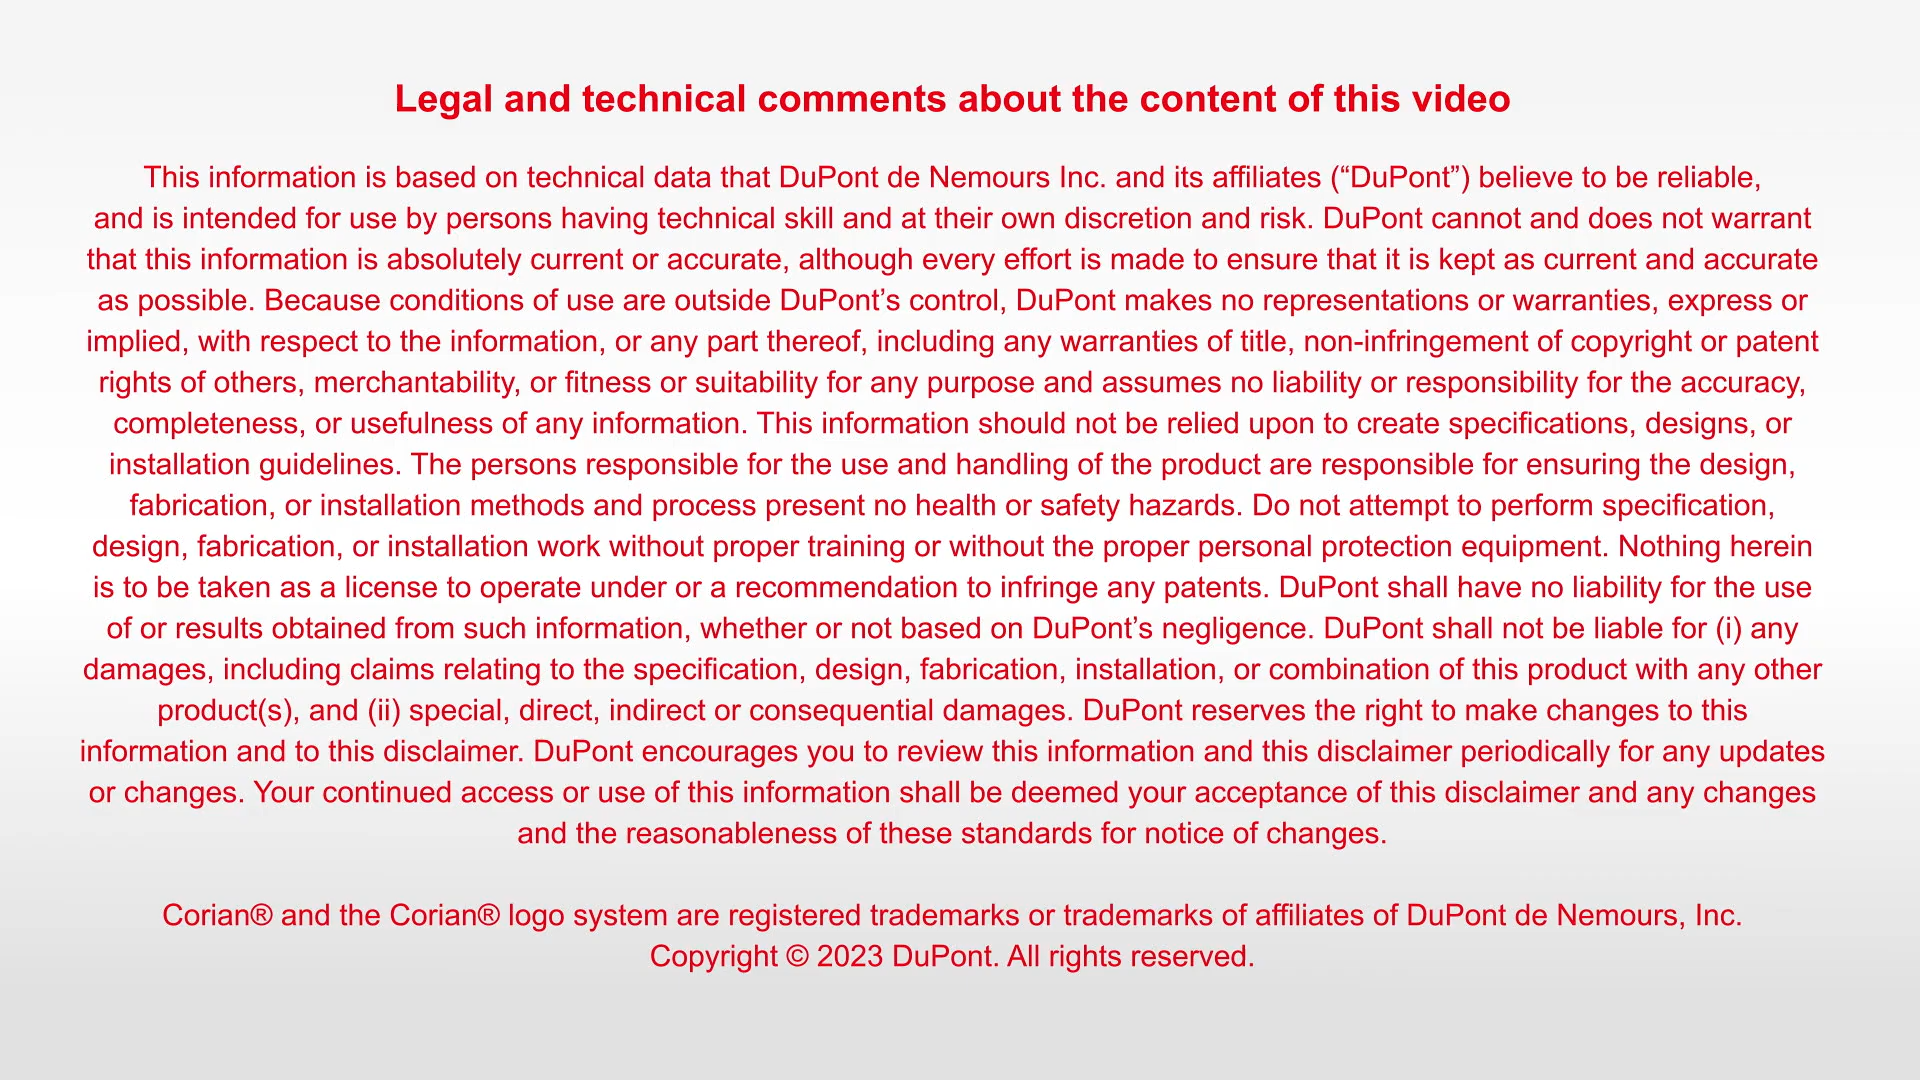 Legal and technical comments about the content of this video
This information is based on technical data that DuPont de Nemours Inc. and its affiliates (“DuPont”) believe to be reliable,
and is intended for use by persons having technical skill and at their own discretion and risk. DuPont cannot and does not warrant
that this information is absolutely current or accurate, although every effort is made to ensure that it is kept as current and accurate
as possible. Because conditions of use are outside DuPont’s control, DuPont makes no representations or warranties, express or
implied, with respect to the information, or any part thereof, including any warranties of title, non-infringement of copyright or patent
rights of others, merchantability, or fitness or suitability for any purpose and assumes no liability or responsibility for the accuracy,
completeness, or usefulness of any information. This information should not be relied upon to create specifications, designs, or
installation guidelines. The persons responsible for the use and handling of the product are responsible for ensuring the design,
fabrication, or installation methods and process present no health or safety hazards. Do not attempt to perform specification,
design, fabrication, or installation work without proper training or without the proper personal protection equipment. Nothing herein
is to be taken as a license to operate under or a recommendation to infringe any patents. DuPont shall have no liability for the use
of or results obtained from such information, whether or not based on DuPont’s negligence. DuPont shall not be liable for (i) any
damages, including claims relating to the specification, design, fabrication, installation, or combination of this product with any other
product(s), and (ii) special, direct, indirect or consequential damages. DuPont reserves the right to make changes to this
information and to this disclaimer. DuPont encourages you to review this information and this disclaimer periodically for any updates
or changes. Your continued access or use of this information shall be deemed your acceptance of this disclaimer and any changes
and the reasonableness of these standards for notice of changes.
Corian® and the Corian® logo system are registered trademarks or trademarks of affiliates of DuPont de Nemours, Inc.
Copyright © 2023 DuPont. All rights reserved.